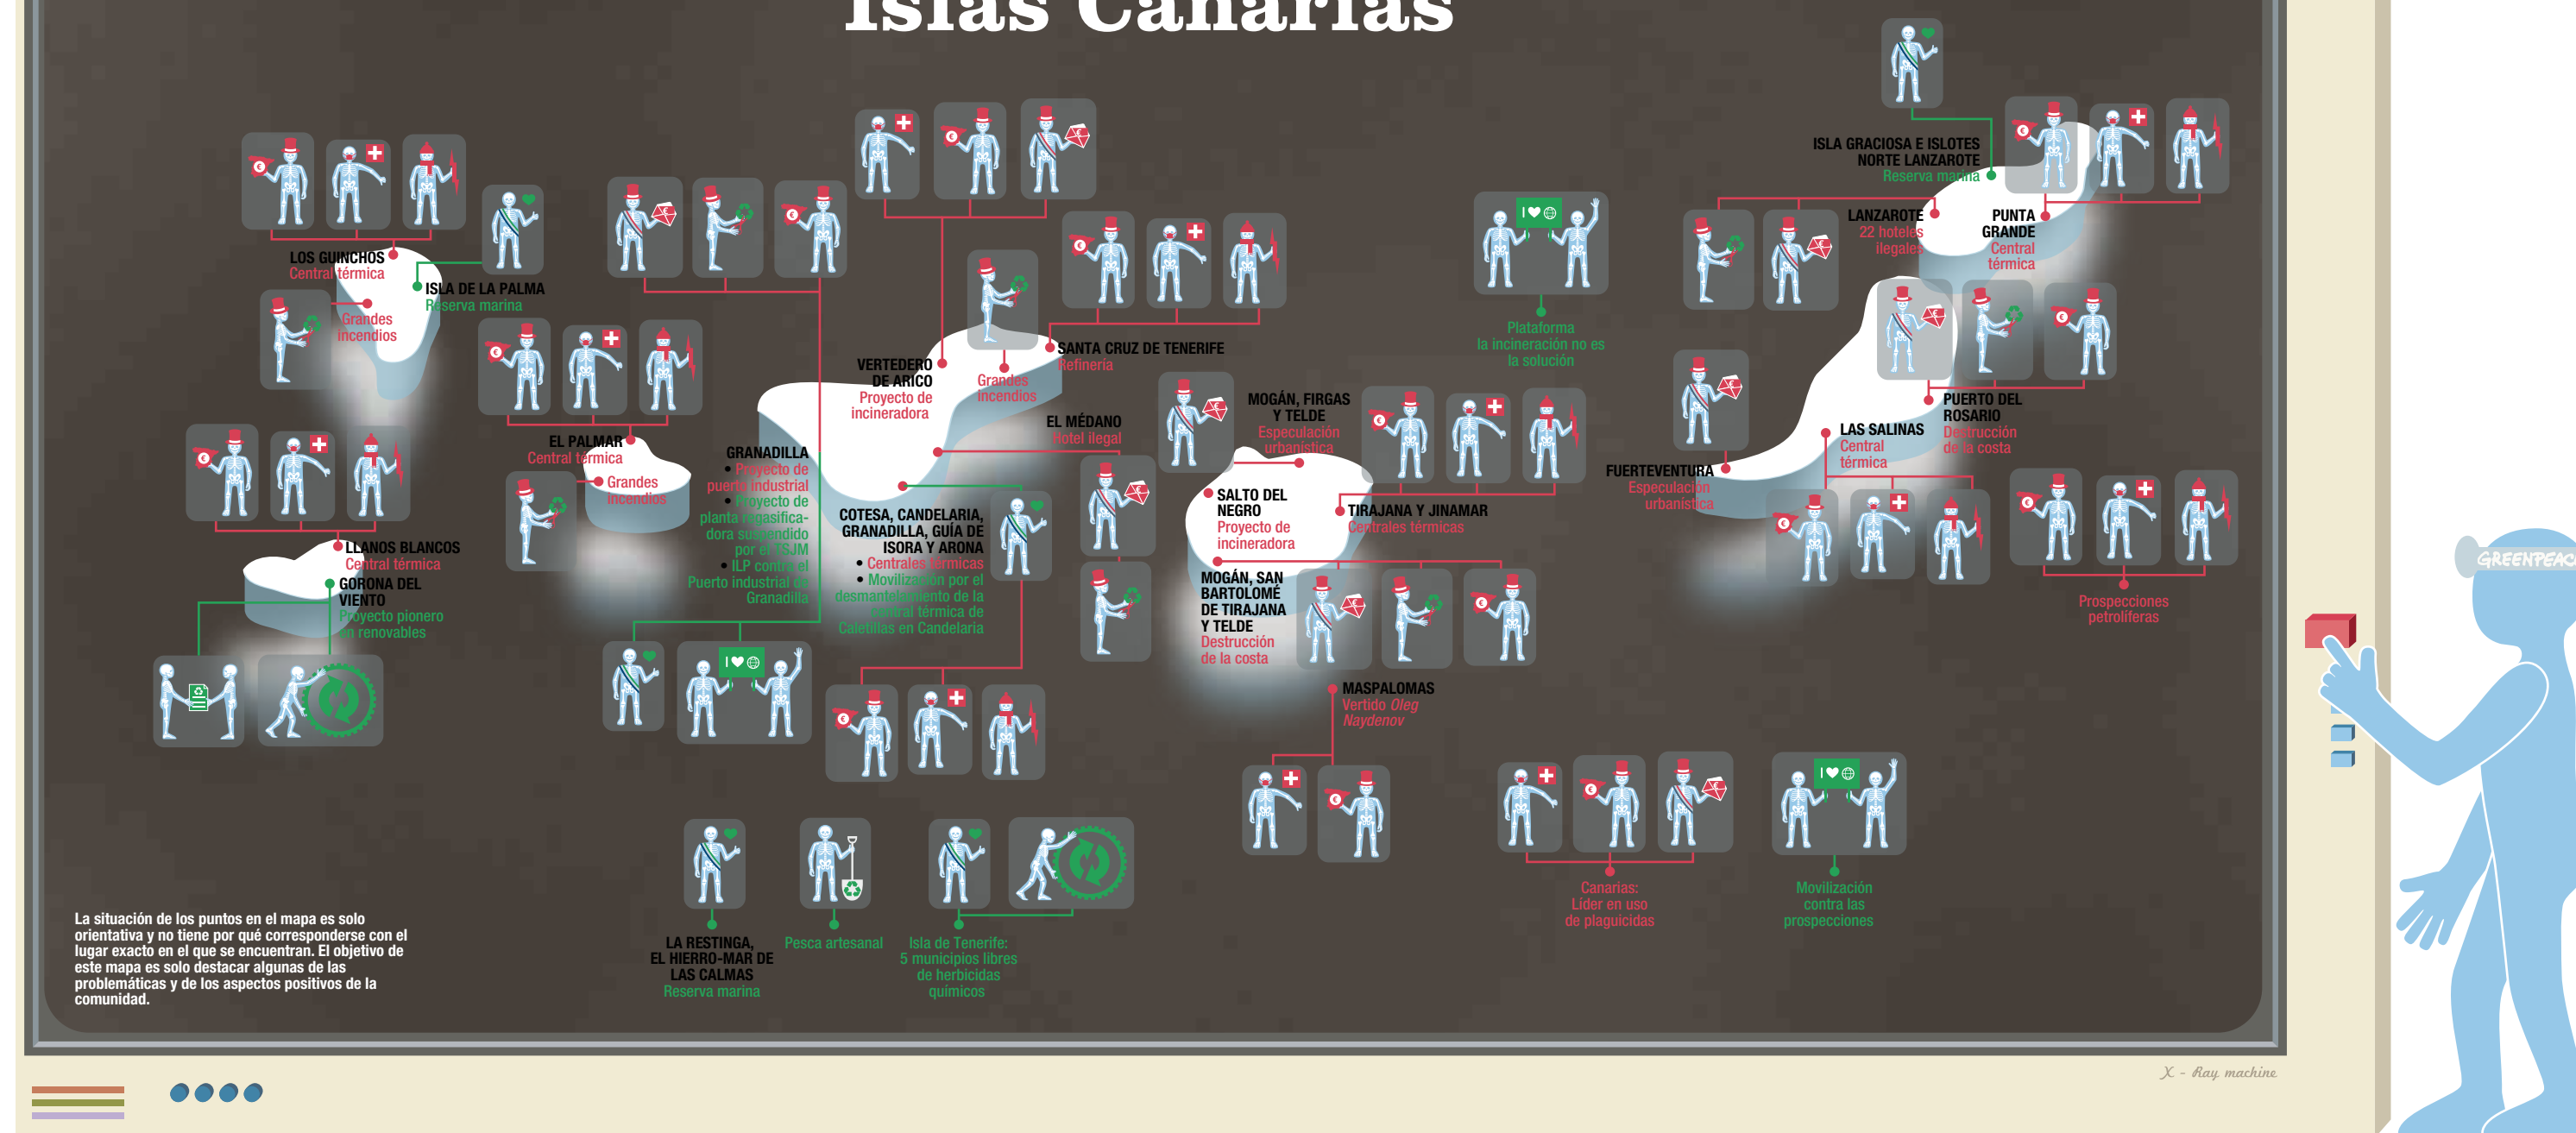 Islas Canarias
LOS GUINCHOS
Central térmica
ISLA DE LA PALMA
Reserva marina
Grandes
incendios
EL PALMAR
Central térmica
Grandes
incendios
LLANOS BLANCOS
Central térmica
GORONA DEL
VIENTO
Proyecto pionero
en renovables
VERTEDERO
DE ARICO
Proyecto de
incineradora
Grandes
incendios
SANTA CRUZ DE TENERIFE
Refinería
EL MÉDANO
Hotel ilegal
GRANADILLA
• Proyecto de
puerto industrial
• Proyecto de
planta regasifica-
dora suspendido
por el TSJM
• ILP contra el
Puerto industrial de
Granadilla
COTESA, CANDELARIA,
GRANADILLA, GUÍA DE
ISORA Y ARONA
• Centrales térmicas
• Movilización por el
desmantelamiento de la
central térmica de
Caletillas en Candelaria
I ♥
I ♥
Plataforma
la incineración no es
la solución
MOGÁN, FIRGAS
Y TELDE
Especulación
urbanística
SALTO DEL
NEGRO
Proyecto de
incineradora
TIRAJANA Y JINAMAR
Centrales térmicas
MOGÁN, SAN
BARTOLOMÉ
DE TIRAJANA
Y TELDE
Destrucción
de la costa
MASPALOMAS
Vertido Oleg
Naydenov
ISLA GRACIOSA E ISLOTES
NORTE LANZAROTE
Reserva marina
LANZAROTE
22 hoteles
ilegales
PUNTA
GRANDE
Central
térmica
PUERTO DEL
ROSARIO
Destrucción
de la costa
LAS SALINAS
Central
térmica
FUERTEVENTURA
Especulación
urbanística
Prospecciones
petrolíferas
LA RESTINGA,
EL HIERRO-MAR DE
LAS CALMAS
Reserva marina
Pesca artesanal
Isla de Tenerife:
5 municipios libres
de herbicidas
químicos
Canarias:
Líder en uso
de plaguicidas
I ♥
Movilización
contra las
prospecciones
La situación de los puntos en el mapa es solo
orientativa y no tiene por qué corresponderse con el
lugar exacto en el que se encuentran. El objetivo de
este mapa es solo destacar algunas de las
problemáticas y de los aspectos positivos de la
comunidad.
X - Ray machine
GREENPEAC